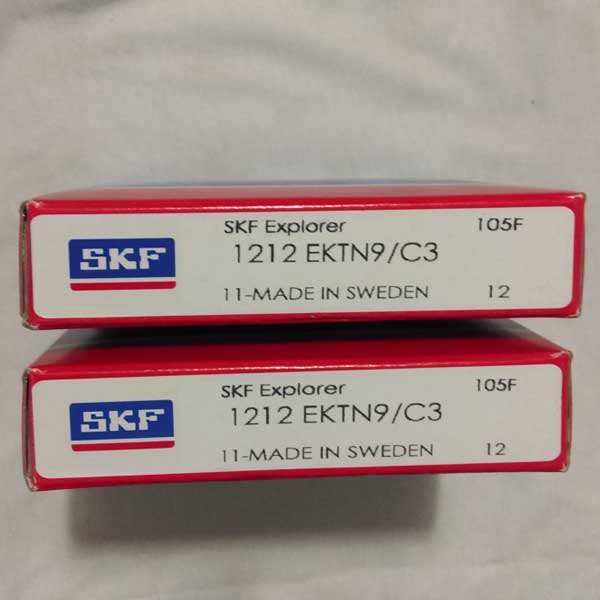 SKF
SKF Explorer 105F
1212 EKTN9/C3
11-MADE IN SWEDEN 12
SKF
SKF Explorer 105F
1212 EKTN9/C3
11-MADE IN SWEDEN 12